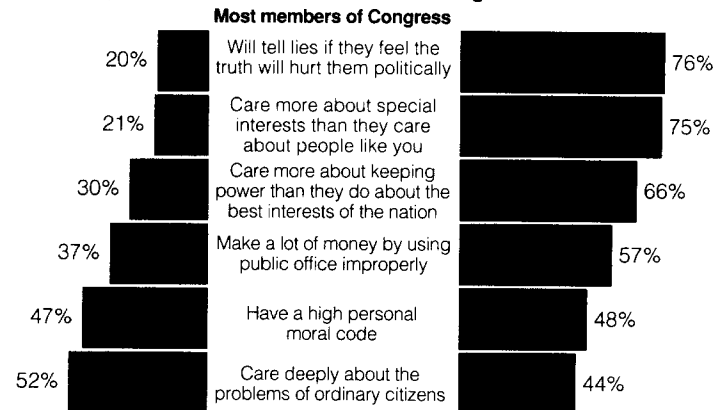 Most members of Congress
20%
Will tell lies if they feel the
truth will hurt them politically
76%
21%
Care more about special
interests than they care
about people like you
75%
30%
Care more about keeping
power than they do about the
best interests of the nation
66%
37%
Make a lot of money by using
public office improperly
57%
47%
Have a high personal
moral code
48%
52%
Care deeply about the
problems of ordinary citizens
44%